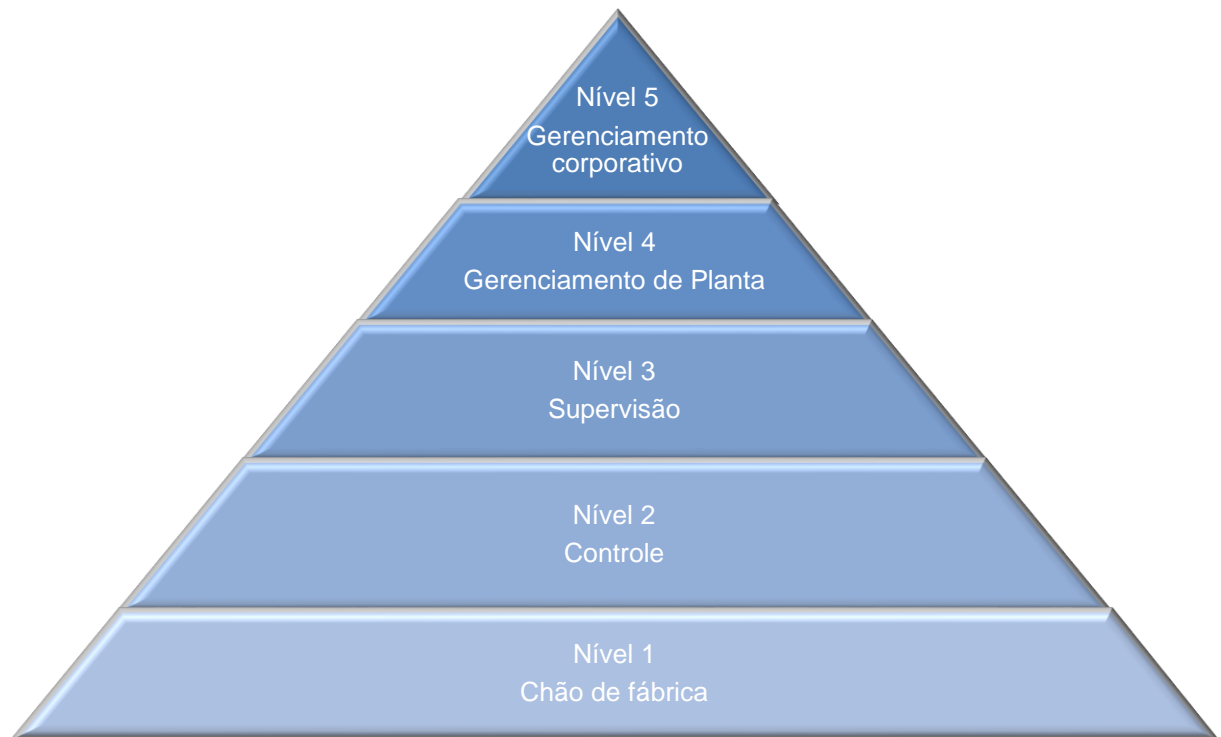 Nível 5
Gerenciamento
corporativo
Nível 4
Gerenciamento de Planta
Nível 3
Supervisão
Nível 2
Controle
Nível 1
Chão de fábrica